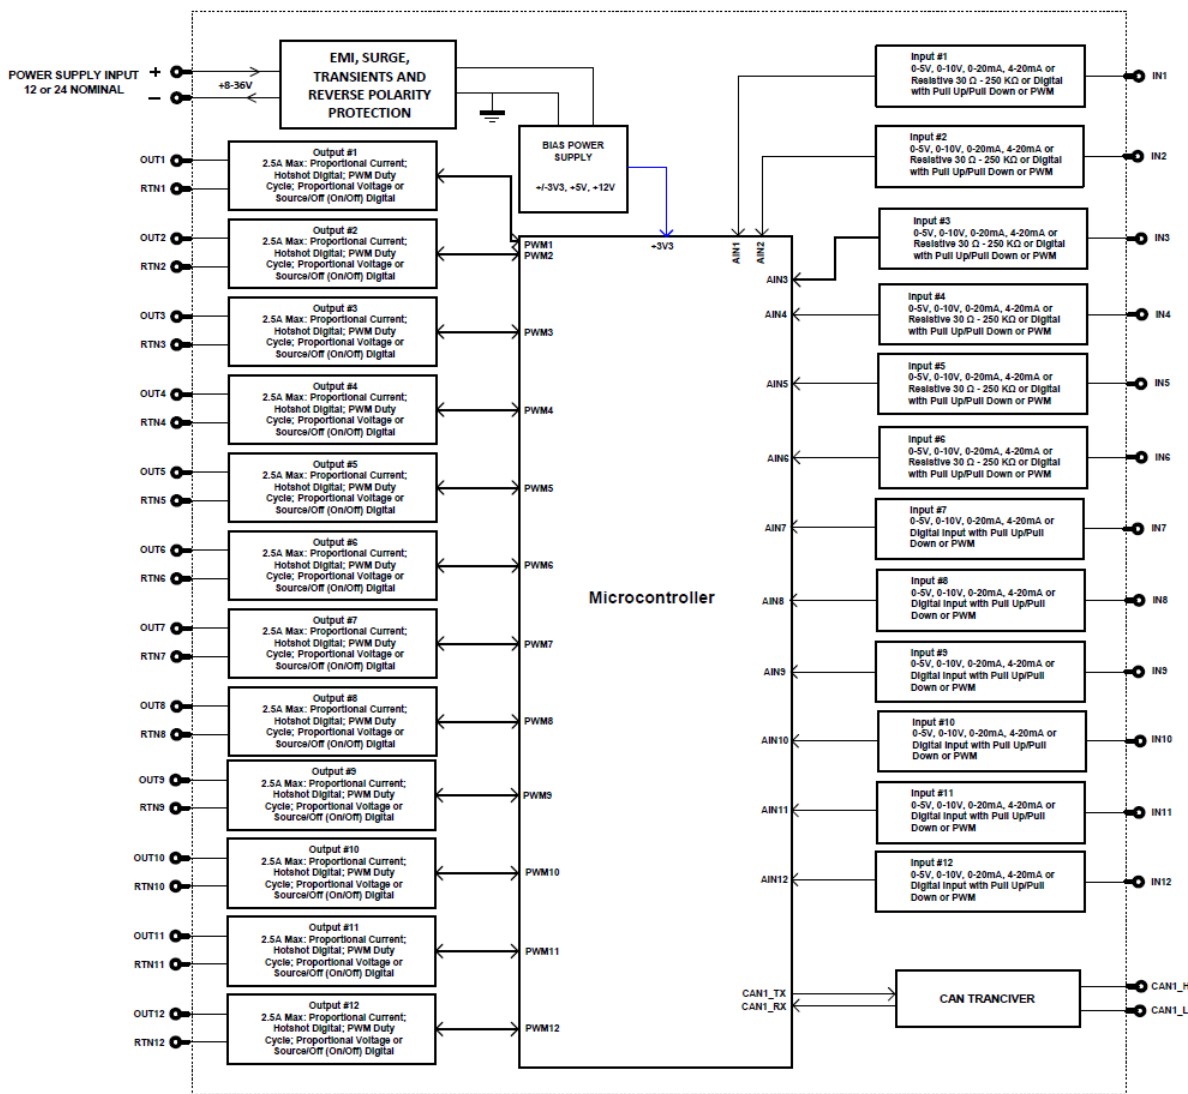 POWER SUPPLY INPUT
12 or 24 NOMINAL
+
–
+8-36V
EMI, SURGE,
TRANSIENTS AND
REVERSE POLARITY
PROTECTION
BIAS POWER
SUPPLY
+/-3V3, +5V, +12V
OUT1
RTN1
Output #1
2.5A Max: Proportional Current;
Hotshot Digital; PWM Duty
Cycle; Proportional Voltage or
Source/Off (On/Off) Digital
OUT2
RTN2
Output #2
2.5A Max: Proportional Current;
Hotshot Digital; PWM Duty
Cycle; Proportional Voltage or
Source/Off (On/Off) Digital
OUT3
RTN3
Output #3
2.5A Max: Proportional Current;
Hotshot Digital; PWM Duty
Cycle; Proportional Voltage or
Source/Off (On/Off) Digital
OUT4
RTN4
Output #4
2.5A Max: Proportional Current;
Hotshot Digital; PWM Duty
Cycle; Proportional Voltage or
Source/Off (On/Off) Digital
OUT5
RTN5
Output #5
2.5A Max: Proportional Current;
Hotshot Digital; PWM Duty
Cycle; Proportional Voltage or
Source/Off (On/Off) Digital
OUT6
RTN6
Output #6
2.5A Max: Proportional Current;
Hotshot Digital; PWM Duty
Cycle; Proportional Voltage or
Source/Off (On/Off) Digital
OUT7
RTN7
Output #7
2.5A Max: Proportional Current;
Hotshot Digital; PWM Duty
Cycle; Proportional Voltage or
Source/Off (On/Off) Digital
OUT8
RTN8
Output #8
2.5A Max: Proportional Current;
Hotshot Digital; PWM Duty
Cycle; Proportional Voltage or
Source/Off (On/Off) Digital
OUT9
RTN9
Output #9
2.5A Max: Proportional Current;
Hotshot Digital; PWM Duty
Cycle; Proportional Voltage or
Source/Off (On/Off) Digital
OUT10
RTN10
Output #10
2.5A Max: Proportional Current;
Hotshot Digital; PWM Duty
Cycle; Proportional Voltage or
Source/Off (On/Off) Digital
OUT11
RTN11
Output #11
2.5A Max: Proportional Current;
Hotshot Digital; PWM Duty
Cycle; Proportional Voltage or
Source/Off (On/Off) Digital
OUT12
RTN12
Output #12
2.5A Max: Proportional Current;
Hotshot Digital; PWM Duty
Cycle; Proportional Voltage or
Source/Off (On/Off) Digital
PWM1
PWM2
PWM3
PWM4
PWM5
PWM6
PWM7
PWM8
PWM9
PWM10
PWM11
PWM12
+3V3
Microcontroller
AIN1
AIN2
AIN3
AIN4
AIN5
AIN6
AIN7
AIN8
AIN9
AIN10
AIN11
AIN12
CAN1_TX
CAN1_RX
Input #1
0-5V, 0-10V, 0-20mA, 4-20mA or
Resistive 30 Ω - 250 KΩ or Digital
with Pull Up/Pull Down or PWM
IN1
Input #2
0-5V, 0-10V, 0-20mA, 4-20mA or
Resistive 30 Ω - 250 KΩ or Digital
with Pull Up/Pull Down or PWM
IN2
Input #3
0-5V, 0-10V, 0-20mA, 4-20mA or
Resistive 30 Ω - 250 KΩ or Digital
with Pull Up/Pull Down or PWM
IN3
Input #4
0-5V, 0-10V, 0-20mA, 4-20mA or
Resistive 30 Ω - 250 KΩ or Digital
with Pull Up/Pull Down or PWM
IN4
Input #5
0-5V, 0-10V, 0-20mA, 4-20mA or
Resistive 30 Ω - 250 KΩ or Digital
with Pull Up/Pull Down or PWM
IN5
Input #6
0-5V, 0-10V, 0-20mA, 4-20mA or
Resistive 30 Ω - 250 KΩ or Digital
with Pull Up/Pull Down or PWM
IN6
Input #7
0-5V, 0-10V, 0-20mA, 4-20mA or
Digital Input with Pull Up/Pull
Down or PWM
IN7
Input #8
0-5V, 0-10V, 0-20mA, 4-20mA or
Digital Input with Pull Up/Pull
Down or PWM
IN8
Input #9
0-5V, 0-10V, 0-20mA, 4-20mA or
Digital Input with Pull Up/Pull
Down or PWM
IN9
Input #10
0-5V, 0-10V, 0-20mA, 4-20mA or
Digital Input with Pull Up/Pull
Down or PWM
IN10
Input #11
0-5V, 0-10V, 0-20mA, 4-20mA or
Digital Input with Pull Up/Pull
Down or PWM
IN11
Input #12
0-5V, 0-10V, 0-20mA, 4-20mA or
Digital Input with Pull Up/Pull
Down or PWM
IN12
CAN TRANCIVER
CAN1_H
CAN1_L